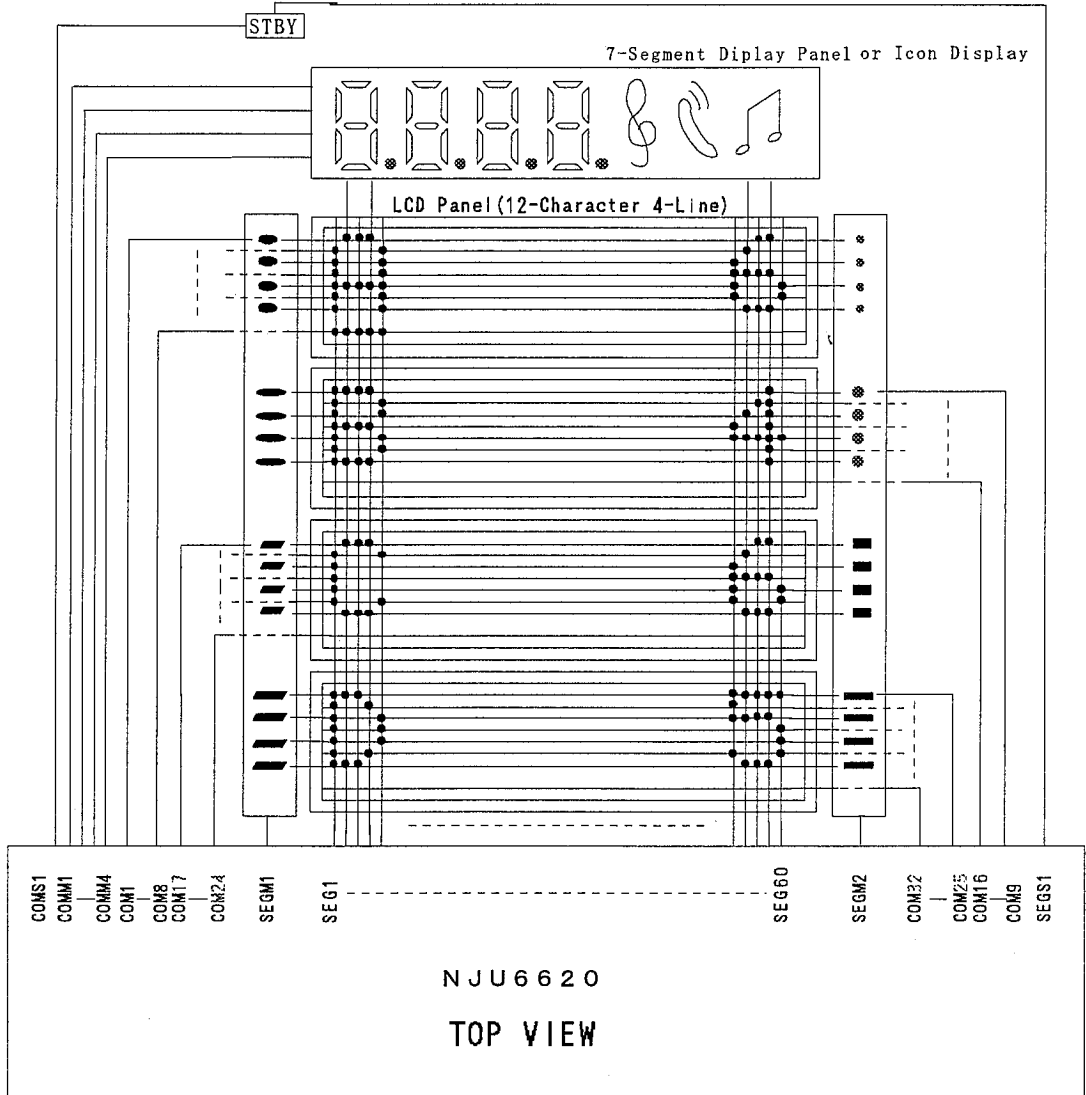 STBY
7-Segment Diplay Panel or Icon Display
LCD Panel(12-Character 4-Line)
COMS1
COMM1
COMM4
COM1
COM8
COM17
COM24
SEGM1
SEG1
SEG60
SEGM2
COM32
COM25
COM16
COM9
SEGS1
NJU6620
TOP VIEW